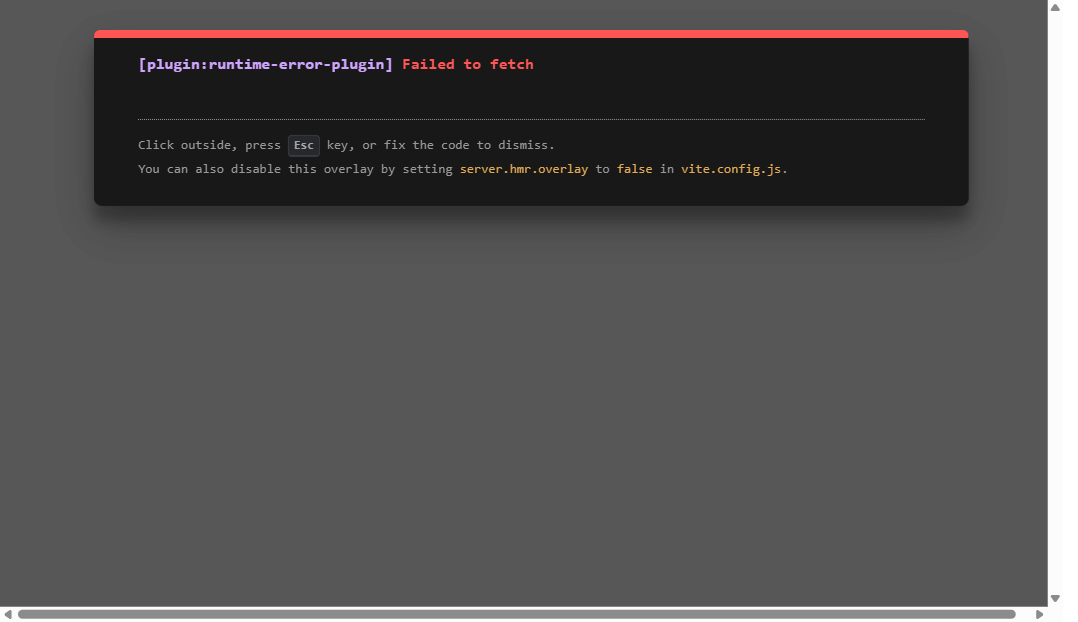 [plugin:runtime-error-plugin] Failed to fetch
Click outside, press Esc key, or fix the code to dismiss.
You can also disable this overlay by setting server.hmr.overlay to false in vite.config.js.